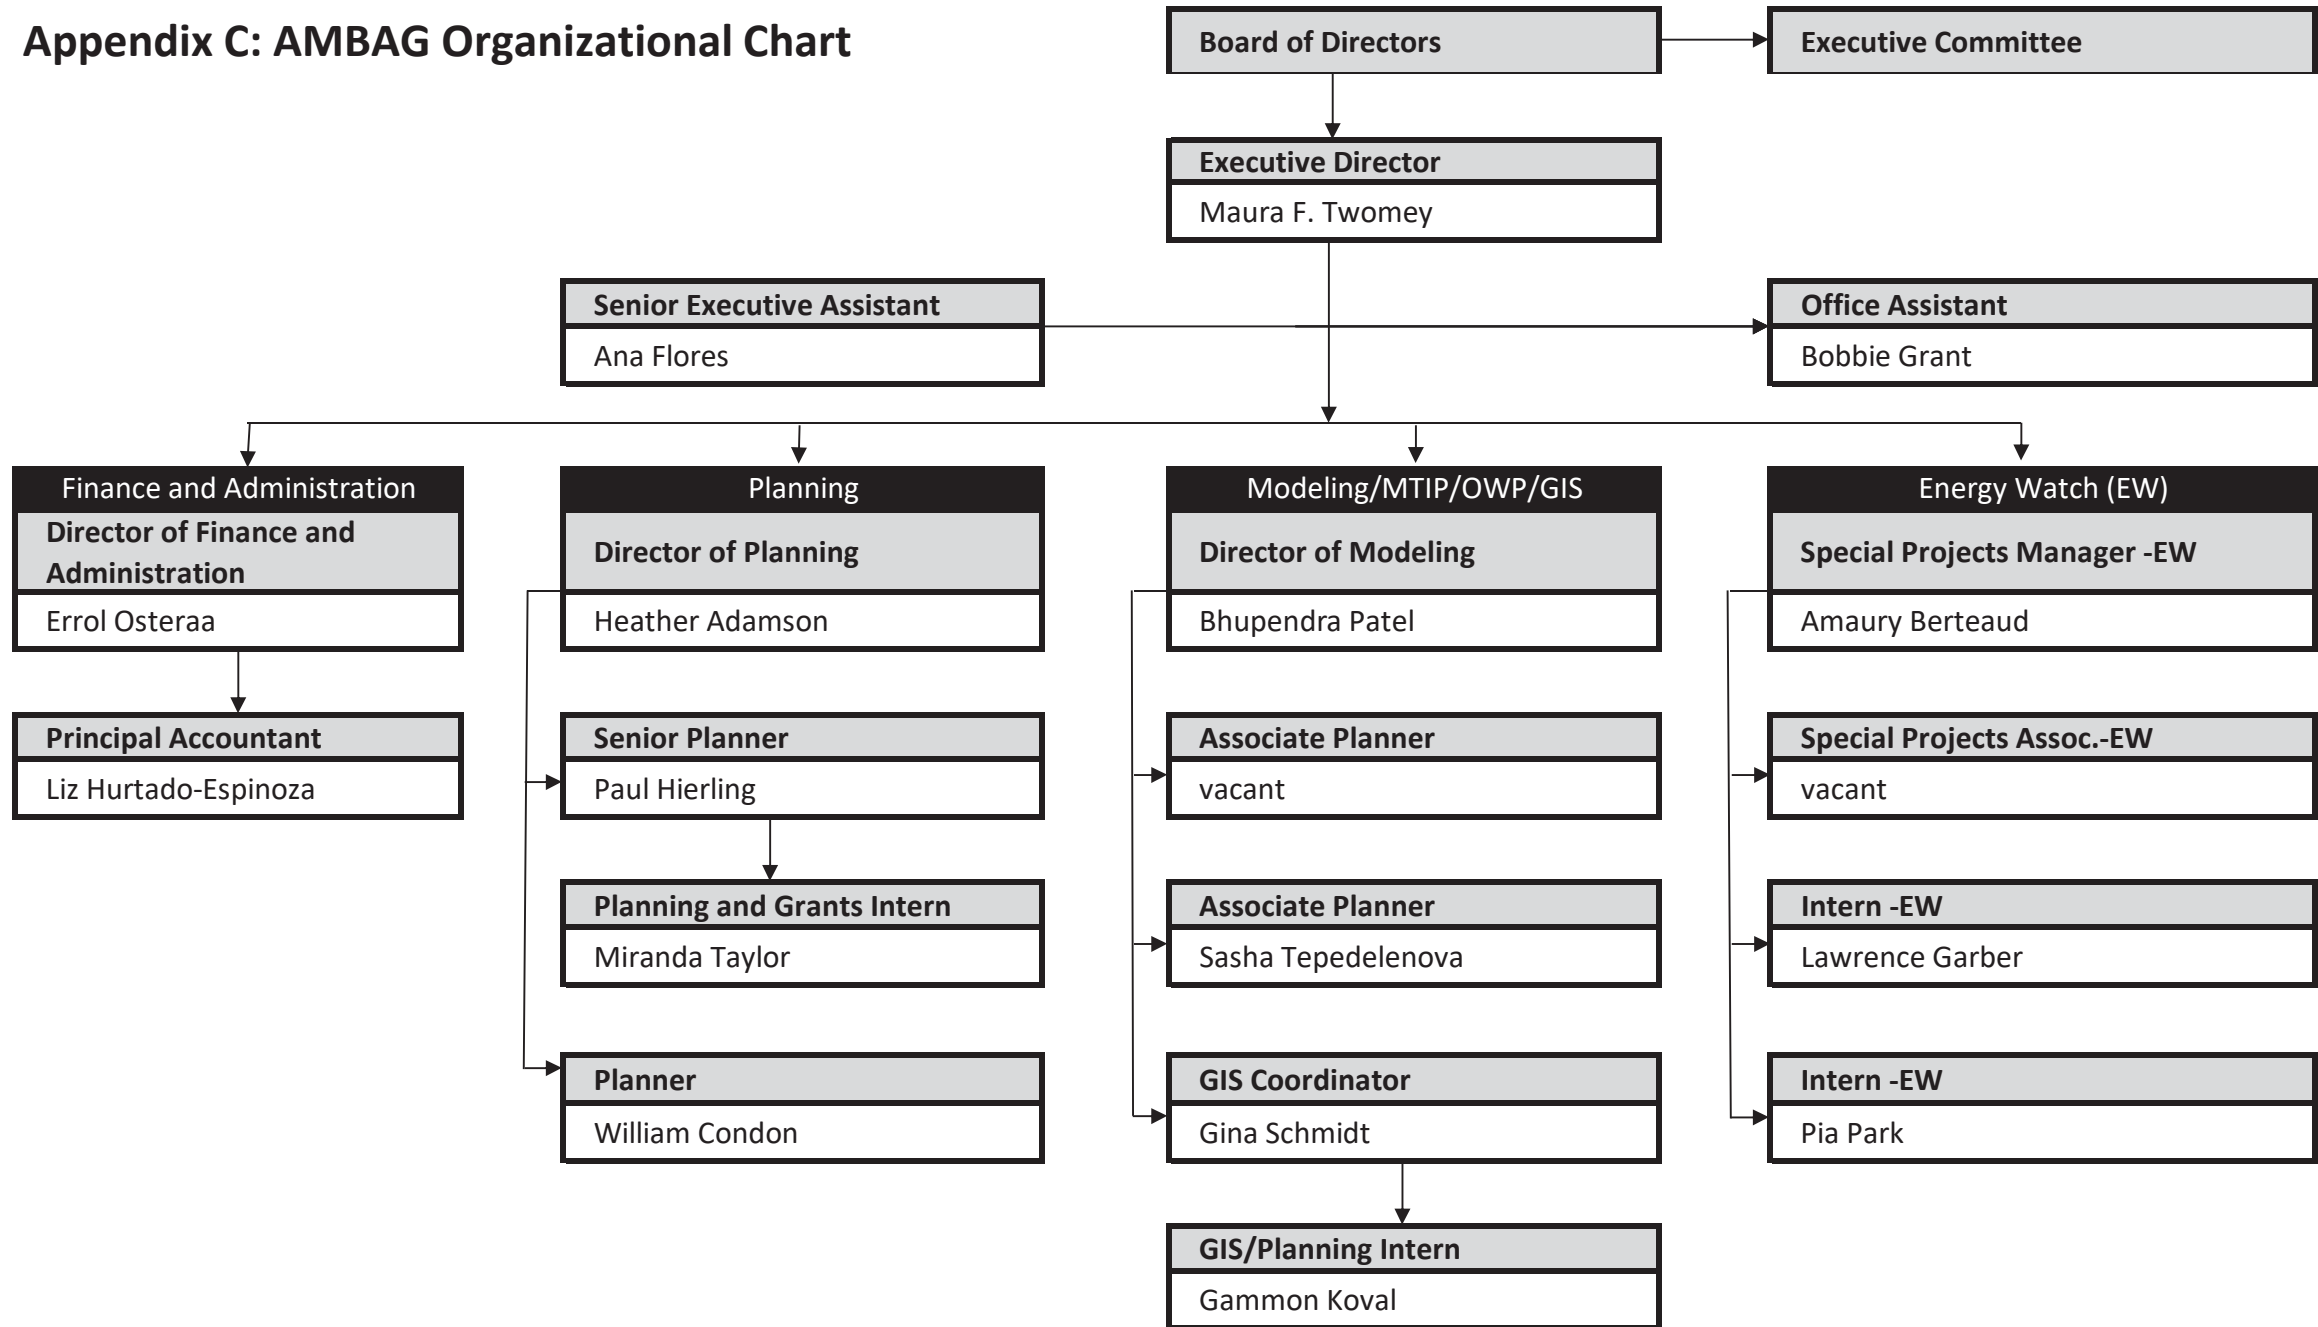 Appendix C: AMBAG Organizational Chart
Board of Directors
Executive Committee
Executive Director
Maura F. Twomey
Senior Executive Assistant
Ana Flores
Office Assistant
Bobbie Grant
Finance and Administration
Director of Finance and
Administration
Errol Osteraa
Principal Accountant
Liz Hurtado-Espinoza
Planning
Director of Planning
Heather Adamson
Senior Planner
Paul Hierling
Planning and Grants Intern
Miranda Taylor
Planner
William Condon
Modeling/MTIP/OWP/GIS
Director of Modeling
Bhupendra Patel
Associate Planner
vacant
Associate Planner
Sasha Tepedelenova
GIS Coordinator
Gina Schmidt
GIS/Planning Intern
Gammon Koval
Energy Watch (EW)
Special Projects Manager -EW
Amaury Berteaud
Special Projects Assoc.-EW
vacant
Intern -EW
Lawrence Garber
Intern -EW
Pia Park